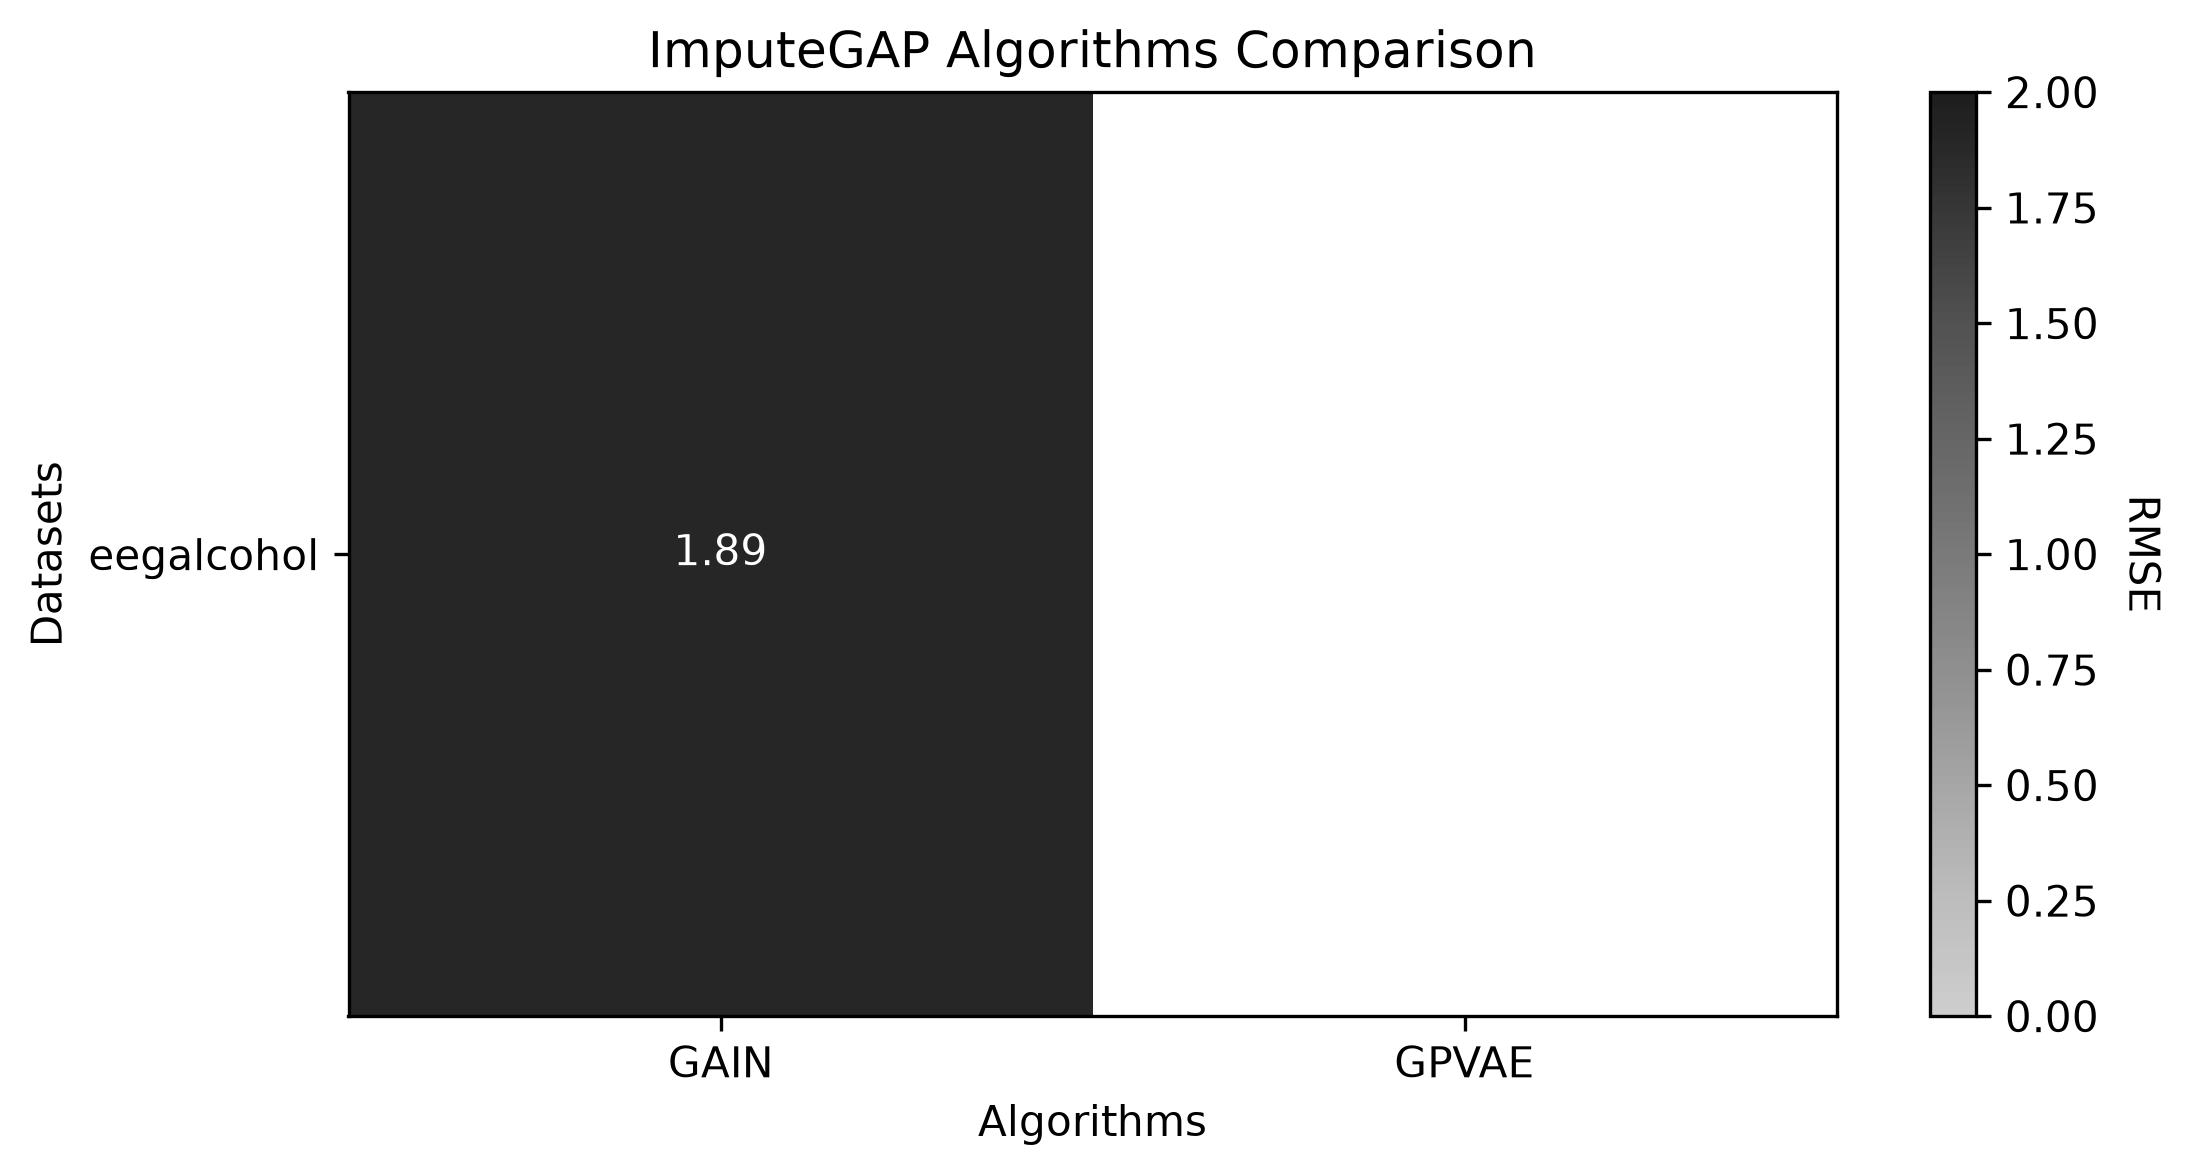 ImputeGAP Algorithms Comparison
Datasets
eegalcohol
1.89
GAIN
GPVAE
Algorithms
2.00
1.75
1.50
1.25
1.00
0.75
0.50
0.25
0.00
RMSE